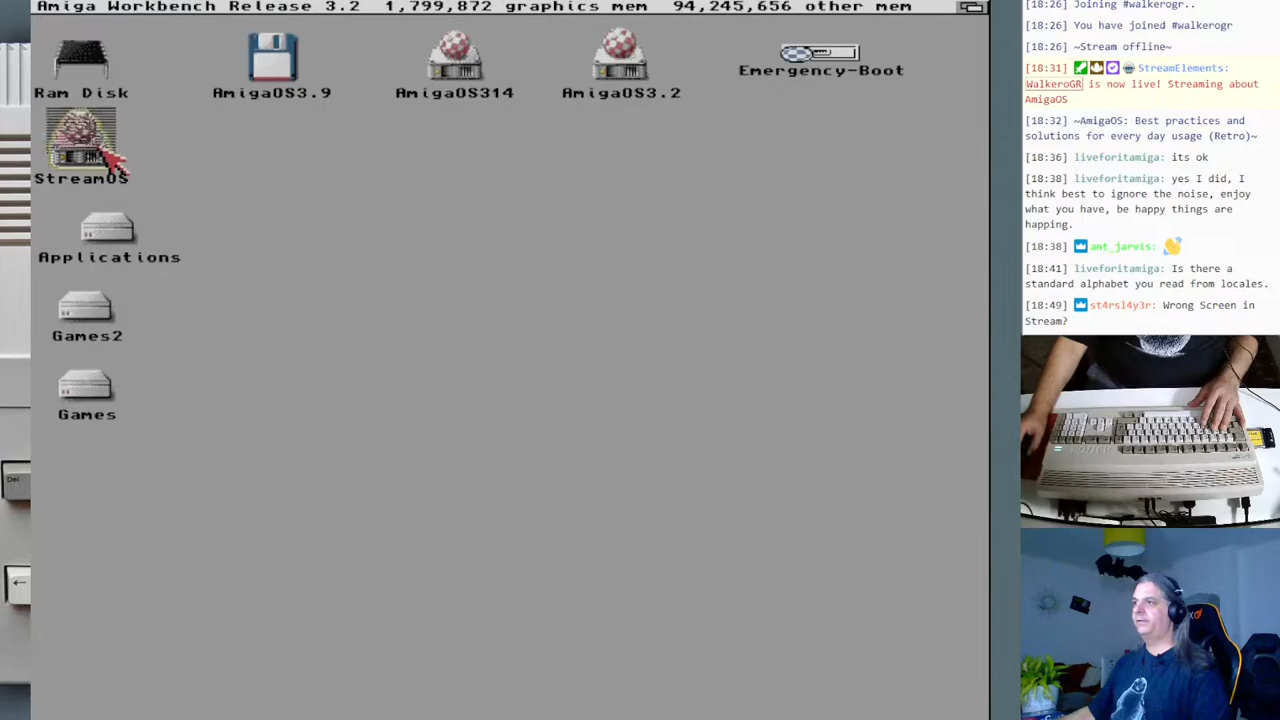 Amiga Workbench Release 3.2 1,799,872 graphics mem 94,245,656 other mem
Ram Disk
AmigaOS3.9
AmigaOS314
AmigaOS3.2
Emergency-Boot
StreamOS
Applications
Games2
Games
Del
[18:26] Joining #walkerogr..
[18:26] You have joined #walkerogr
[18:26] ~Stream offline~
[18:31] StreamElements:
WalkeroGR is now live! Streaming about
AmigaOS
[18:32] ~AmigaOS: Best practices and
solutions for every day usage (Retro)~
[18:36] liveforitamiga: its ok
[18:38] liveforitamiga: yes I did, I
think best to ignore the noise, enjoy
what you have, be happy things are
happing.
[18:38] ant_jarvis:
[18:41] liveforitamiga: Is there a
standard alphabet you read from locales.
[18:49] st4rsl4y3r: Wrong Screen in
Stream?